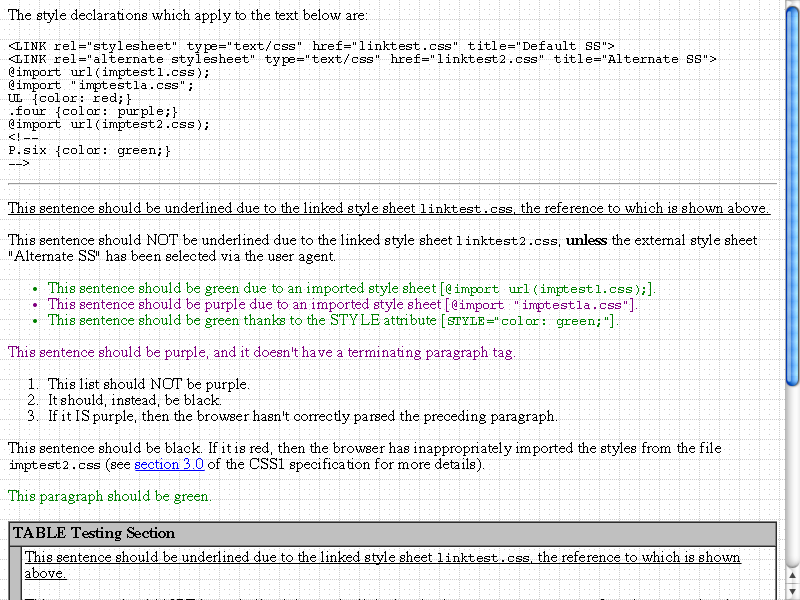 The style declarations which apply to the text below are:
<LINK rel="stylesheet" type="text/css" href="linktest.css" title="Default SS">
<LINK rel="alternate stylesheet" type="text/css" href="linktest2.css" title="Alternate SS">
@import url(imptest1.css);
@import "imptest1a.css";
UL {color: red;}
.four {color: purple;}
@import url(imptest2.css);
<!--
P.six {color: green;}
-->
This sentence should be underlined due to the linked style sheet linktest.css, the reference to which is shown above.
This sentence should NOT be underlined due to the linked style sheet linktest2.css, unless the external style sheet
"Alternate SS" has been selected via the user agent.
• This sentence should be green due to an imported style sheet [@import url(imptest1.css);].
• This sentence should be purple due to an imported style sheet [@import "imptest1a.css"].
• This sentence should be green thanks to the STYLE attribute [STYLE="color: green;"].
This sentence should be purple, and it doesn't have a terminating paragraph tag.
1. This list should NOT be purple.
2. It should, instead, be black.
3. If it IS purple, then the browser hasn't correctly parsed the preceding paragraph.
This sentence should be black. If it is red, then the browser has inappropriately imported the styles from the file
imptest2.css (see section 3.0 of the CSS1 specification for more details).
This paragraph should be green.
TABLE Testing Section
This sentence should be underlined due to the linked style sheet linktest.css, the reference to which is shown
above.